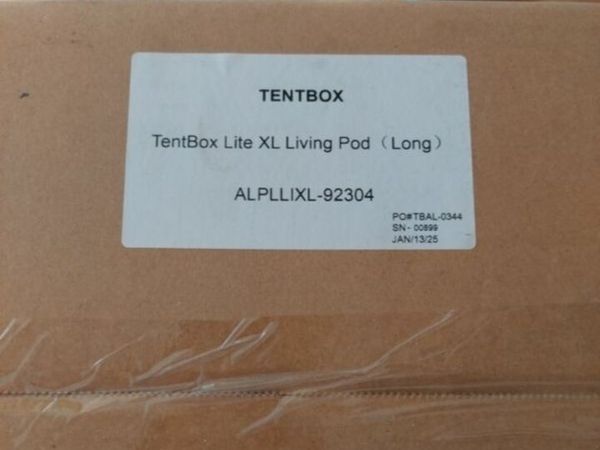 TENTBOX
TentBox Lite XL Living Pod（Long）
ALPLLIXL-92304
PO#TBAL-0344
SN- 00899
JAN/13/25